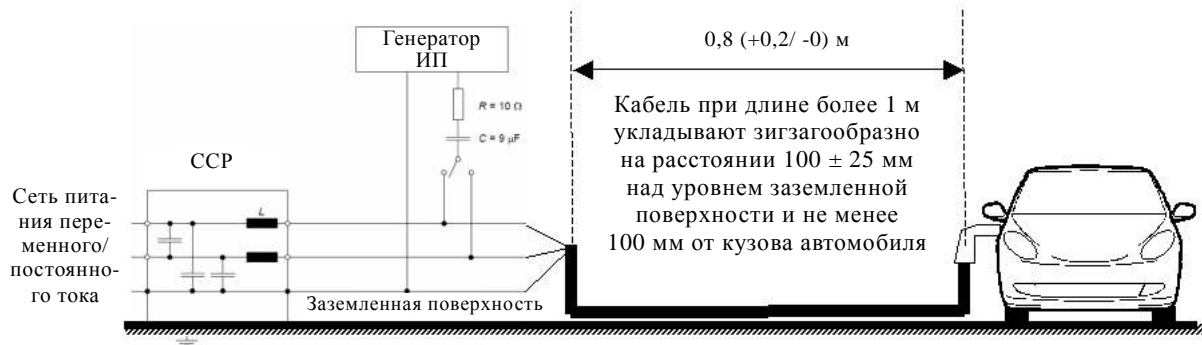 Генератор
ИП
R = 10 Ω
C = 9 μF
ССР
L
Сеть пита-
ния пере-
менного/
постоянно-
го тока
Заземленная поверхность
0,8 (+0,2/ -0) м
Кабель при длине более 1 м
укладывают зигзагообразно
на расстоянии 100 ± 25 мм
над уровнем заземленной
поверхности и не менее
100 мм от кузова автомобиля